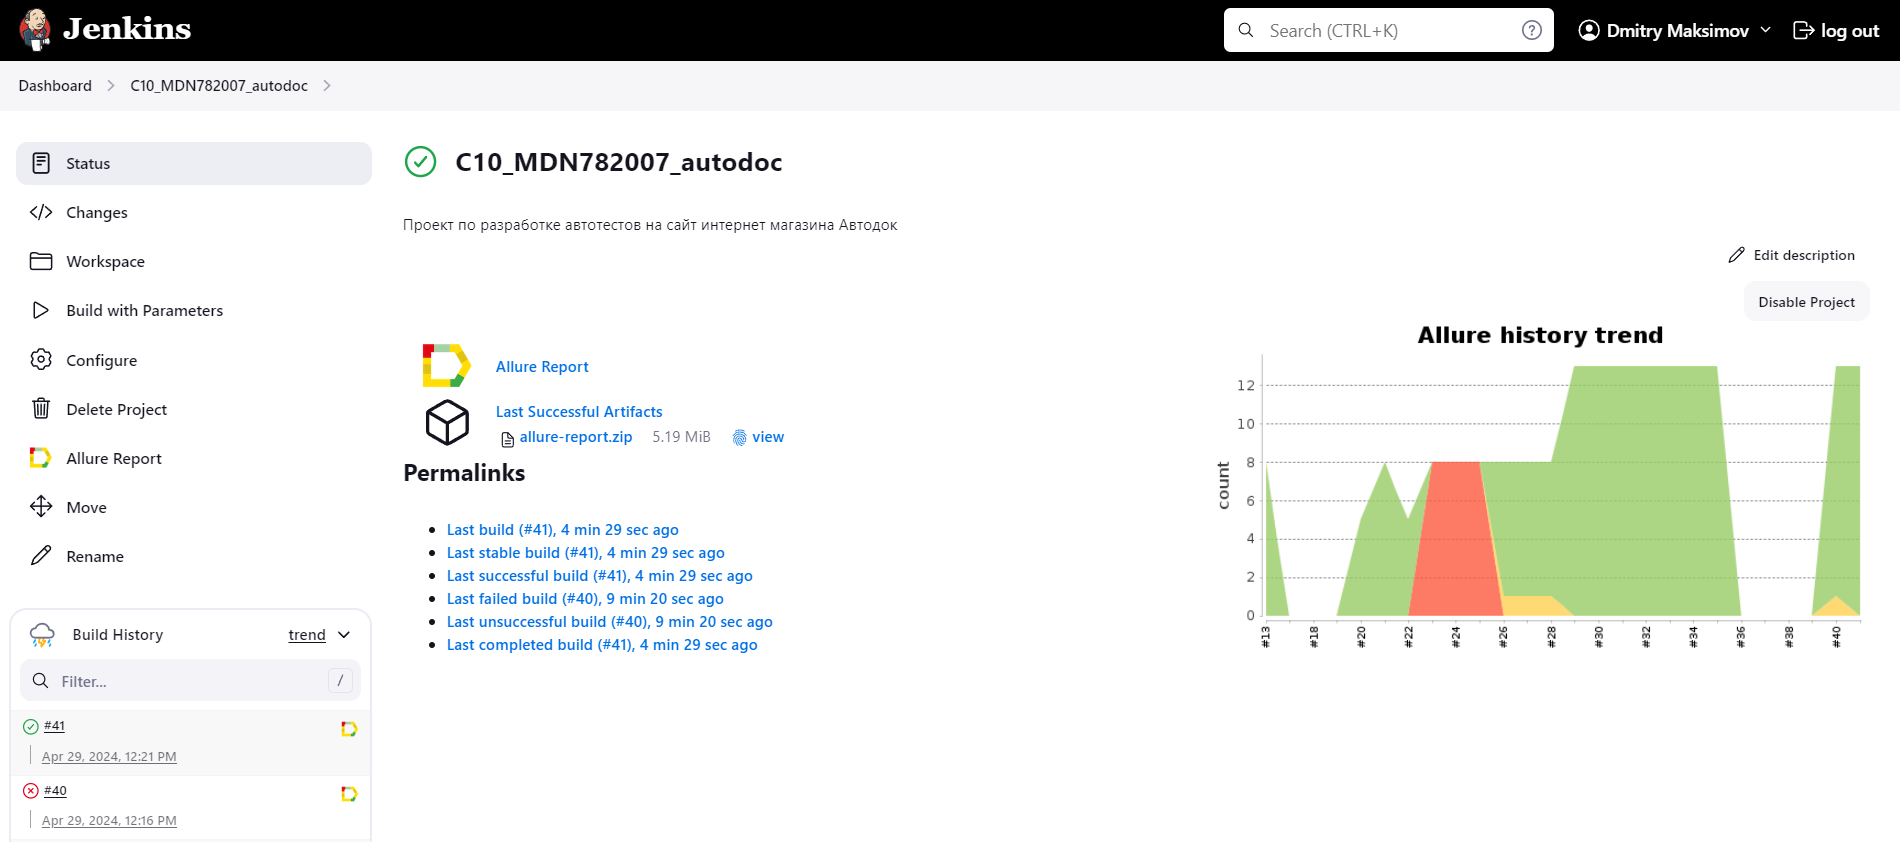 Jenkins
Search (CTRL+K)
?
Dmitry Maksimov
log out
Dashboard
C10_MDN782007_autodoc
Status
Changes
Workspace
Build with Parameters
Configure
Delete Project
Allure Report
Move
Rename
Build History
trend
Filter...
/
#41
Apr 29, 2024, 12:21 PM
#40
Apr 29, 2024, 12:16 PM
C10_MDN782007_autodoc
Проект по разработке автотестов на сайт интернет магазина Автодок
Edit description
Disable Project
Allure Report
Last Successful Artifacts
allure-report.zip 5.19 MiB view
Permalinks
Last build (#41), 4 min 29 sec ago
Last stable build (#41), 4 min 29 sec ago
Last successful build (#41), 4 min 29 sec ago
Last failed build (#40), 9 min 20 sec ago
Last unsuccessful build (#40), 9 min 20 sec ago
Last completed build (#41), 4 min 29 sec ago
Allure history trend
count
12
10
8
6
4
2
0
#13 #18 #20 #22 #24 #26 #28 #30 #32 #34 #36 #38 #40